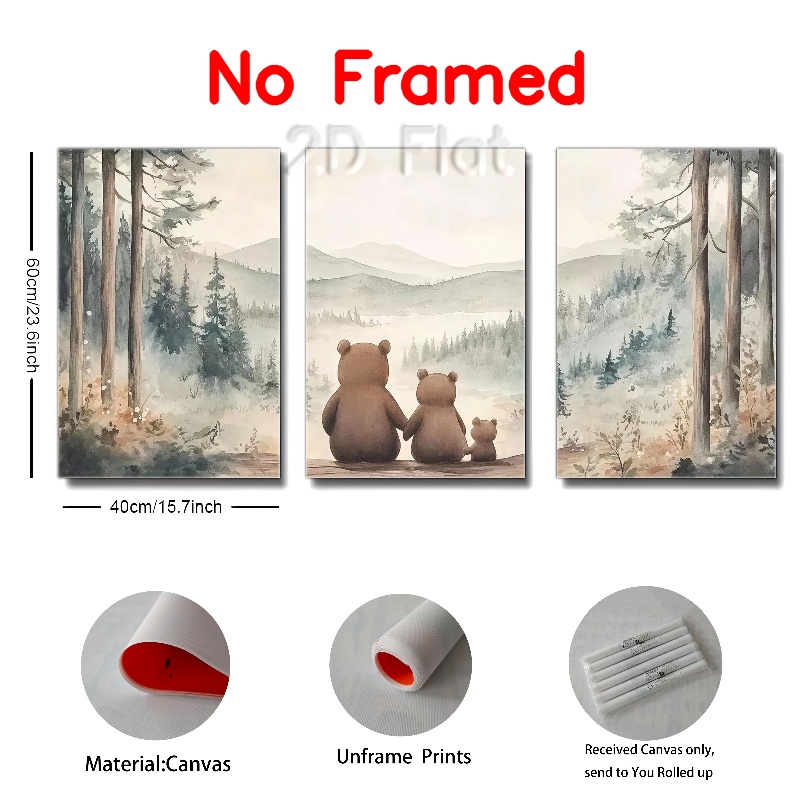 No Framed
2.D Flat.
60cm/23.6inch
40cm/15.7inch
Material:Canvas
Unframe Prints
Received Canvas only,
send to You Rolled up